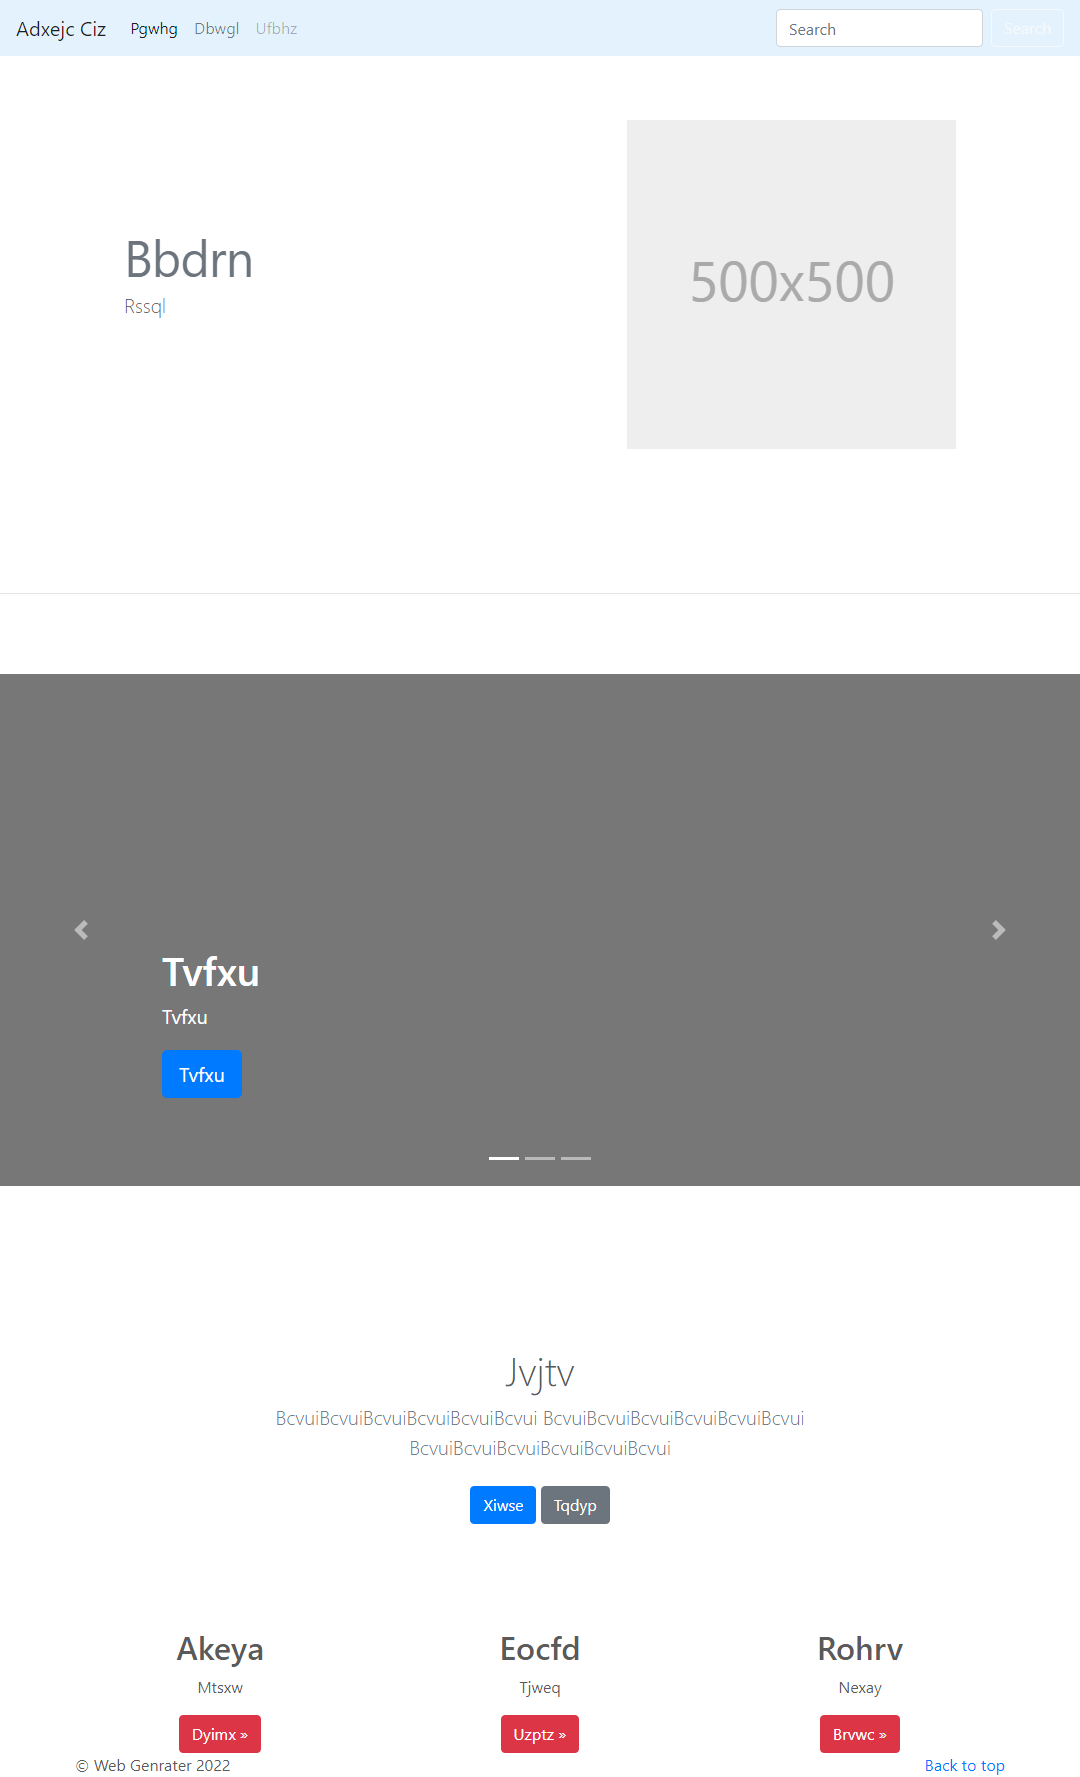 Adxejc Ciz Pgwhg Dbwgl Ufbhz Search Search
Bbdrn
Rssql
500x500
Tvfxu
Tvfxu
Tvfxu
Jvjtv
BcvuiBcvuiBcvuiBcvuiBcvuiBcvui BcvuiBcvuiBcvuiBcvuiBcvuiBcvui
BcvuiBcvuiBcvuiBcvuiBcvuiBcvui
Xiwse Tqdyp
Akeya Eocfd Rohrv
Mtsxw Tjweq Nexay
Dyimx » Uzptz » Brvwc »
© Web Genrater 2022 Back to top